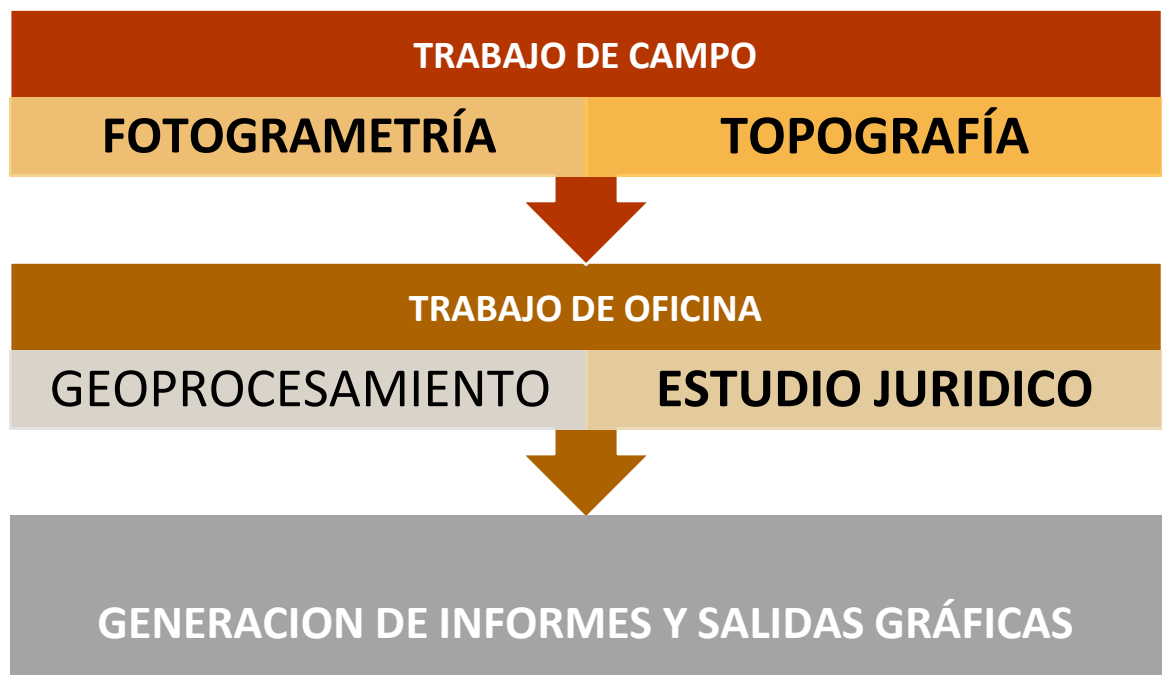 TRABAJO DE CAMPO
FOTOGRAMETRÍA TOPOGRAFÍA
TRABAJO DE OFICINA
GEOPROCESAMIENTO ESTUDIO JURIDICO
GENERACION DE INFORMES Y SALIDAS GRÁFICAS